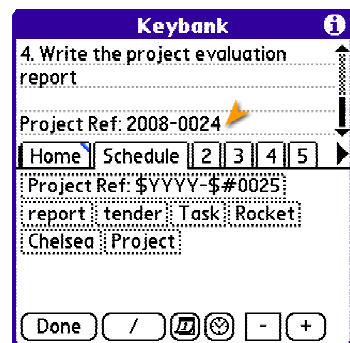 Keybank
4. Write the project evaluation
report
Project Ref: 2008-0024
Home Schedule 2 3 4 5
Project Ref: $YYYY-$#0025
report tender Task Rocket
Chelsea Project
Done / - +